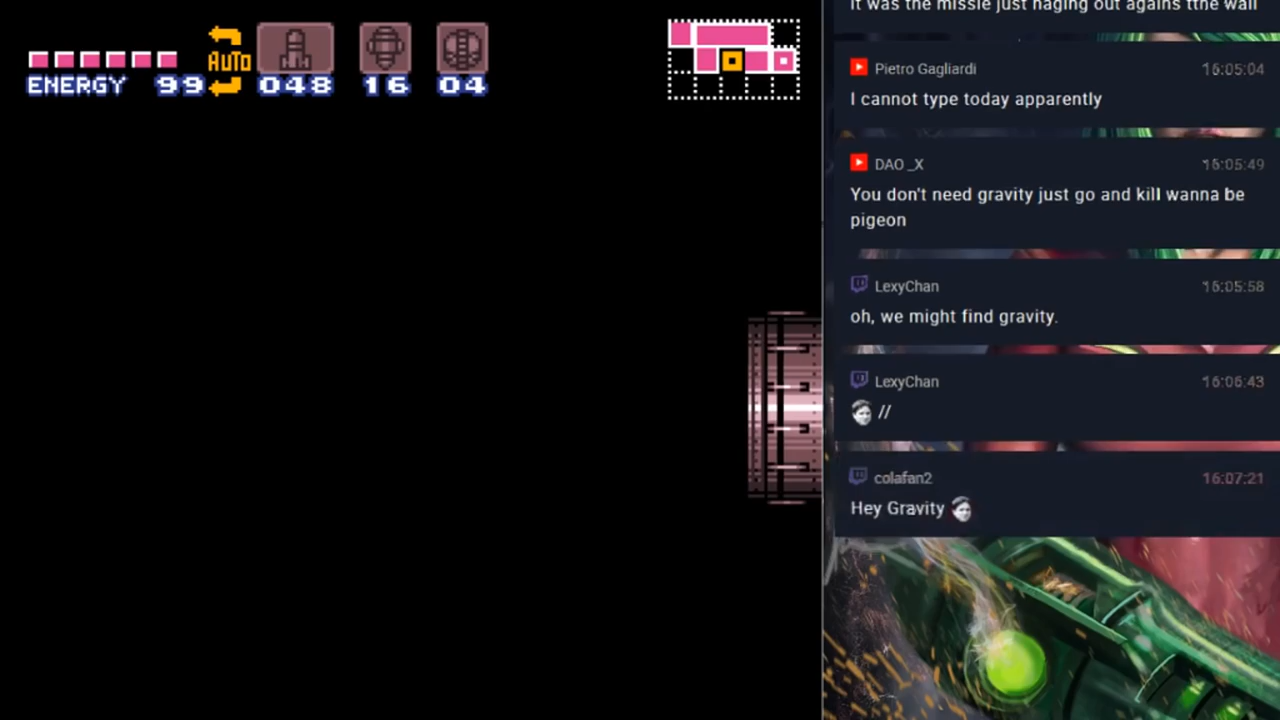 AUTO
ENERGY 99 048 16 04
It was the missle just haging out agains tthe wall
Pietro Gagliardi 16:05:04
I cannot type today apparently
DAO_X 16:05:49
You don't need gravity just go and kill wanna be
pigeon
LexyChan 16:05:58
oh, we might find gravity.
LexyChan 16:06:43
//
colafan2 16:07:21
Hey Gravity